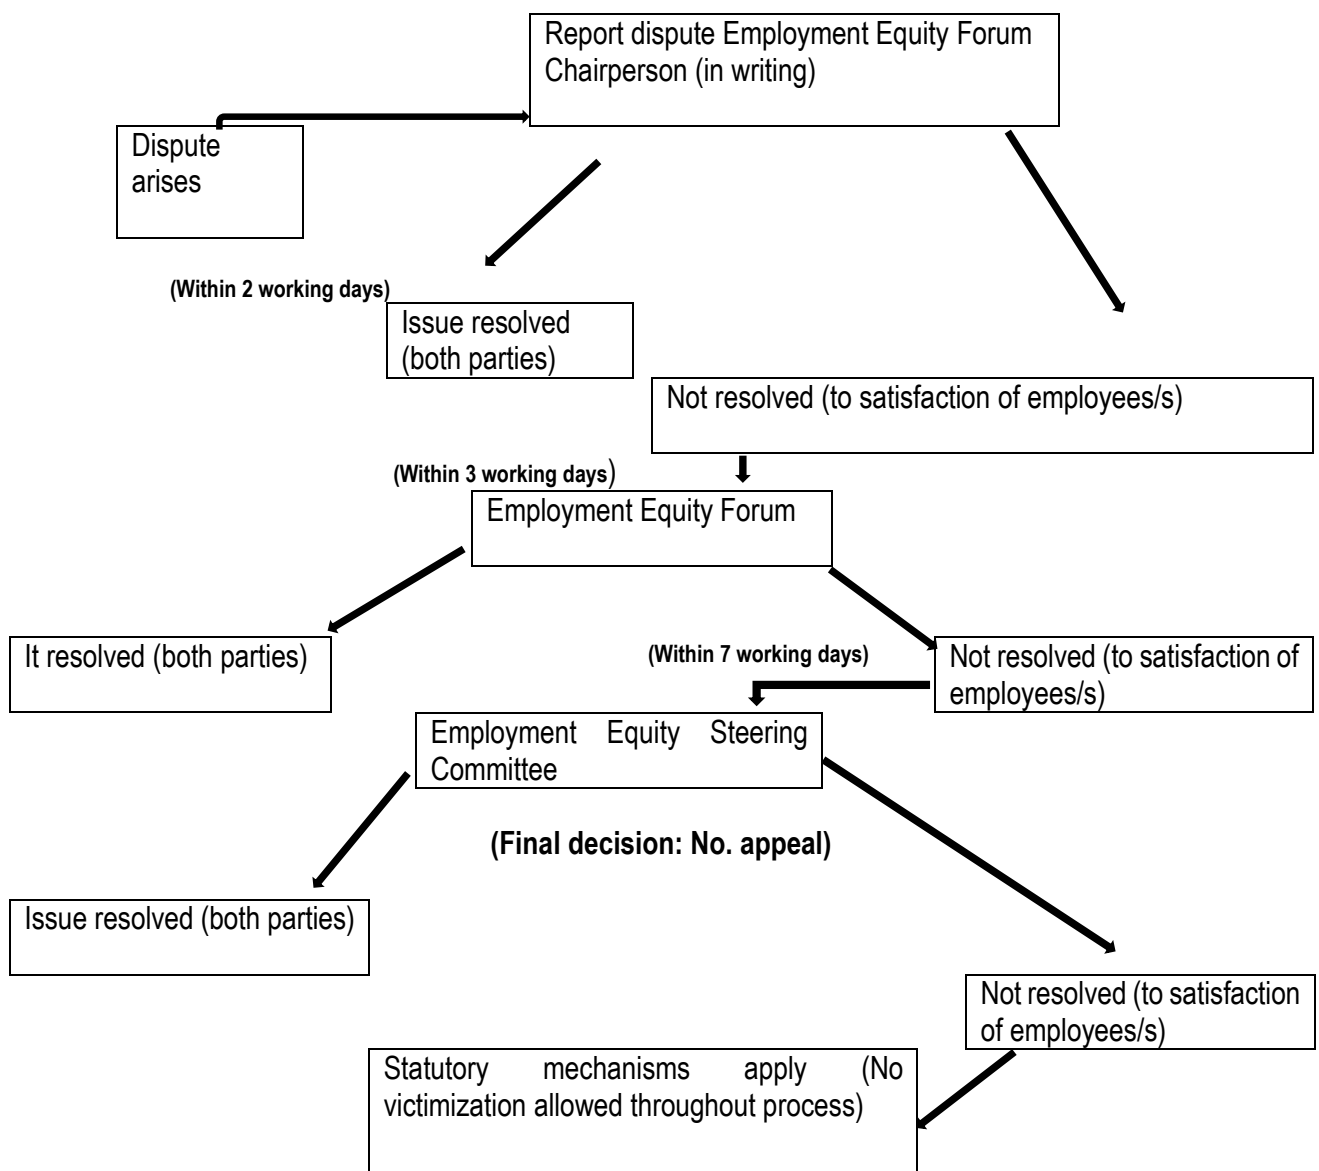 Report dispute Employment Equity Forum
Chairperson (in writing)
Dispute
arises
(Within 2 working days)
Issue resolved
(both parties)
Not resolved (to satisfaction of employees/s)
(Within 3 working days)
Employment Equity Forum
It resolved (both parties)
(Within 7 working days)
Not resolved (to satisfaction of
employees/s)
Employment Equity Steering
Committee
(Final decision: No. appeal)
Issue resolved (both parties)
Not resolved (to satisfaction
of employees/s)
Statutory mechanisms apply (No
victimization allowed throughout process)